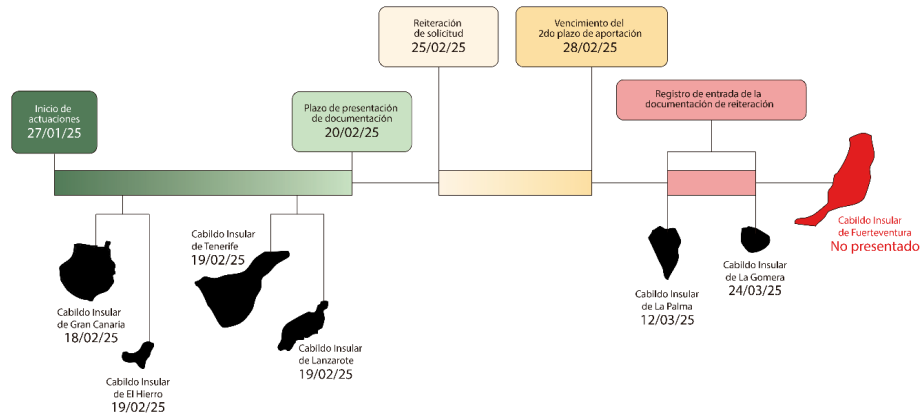 Reiteración
de solicitud
25/02/25
Vencimiento del
2do plazo de aportación
28/02/25
Inicio de
actuaciones
27/01/25
Plazo de presentación
de documentación
20/02/25
Registro de entrada de la
documentación de reiteración
Cabildo Insular
de Gran Canaria
18/02/25
Cabildo Insular
de El Hierro
19/02/25
Cabildo Insular
de Tenerife
19/02/25
Cabildo Insular
de Lanzarote
19/02/25
Cabildo Insular
de La Palma
12/03/25
Cabildo Insular
de La Gomera
24/03/25
Cabildo Insular
de Fuerteventura
No presentado